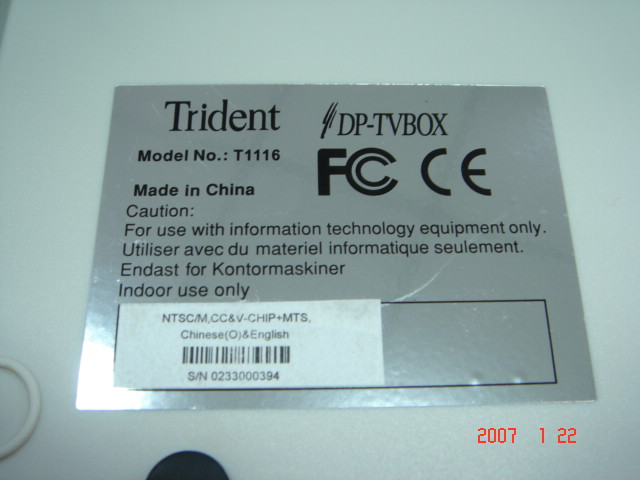 Trident DP-TVBOX
Model No.: T1116
FC CE
Made in China
Caution:
For use with information technology equipment only.
Utiliser avec du materiel informatique seulement.
Endast for Kontormaskiner
Indoor use only
NTSC/M,CC&V-CHIP+MTS,
Chinese(O)&English
S/N 0233000394
2007 1 22